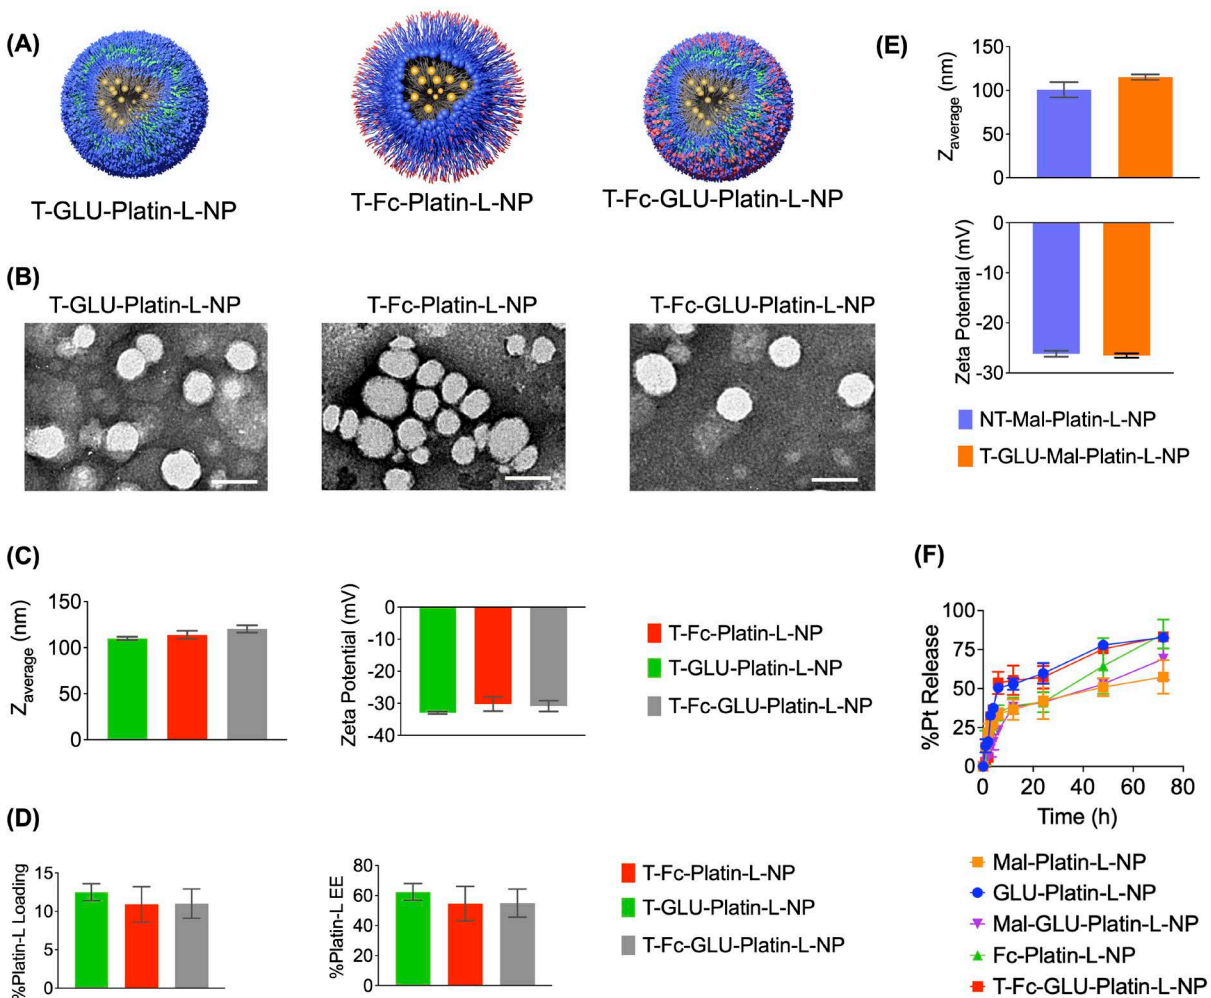 (A)
T-GLU-Platin-L-NP
T-Fc-Platin-L-NP
T-Fc-GLU-Platin-L-NP
(B)
T-GLU-Platin-L-NP
T-Fc-Platin-L-NP
T-Fc-GLU-Platin-L-NP
(C)
Zaverage (nm)
150
100
50
0
Zeta Potential (mV)
0
-10
-20
-30
-40
T-Fc-Platin-L-NP
T-GLU-Platin-L-NP
T-Fc-GLU-Platin-L-NP
(D)
%Platin-L Loading
15
10
5
0
%Platin-L EE
80
60
40
20
0
T-Fc-Platin-L-NP
T-GLU-Platin-L-NP
T-Fc-GLU-Platin-L-NP
(E)
Zaverage (nm)
150
100
50
0
Zeta Potential (mV)
0
-10
-20
-30
NT-Mal-Platin-L-NP
T-GLU-Mal-Platin-L-NP
(F)
%Pt Release
100
75
50
25
0
0 20 40 60 80
Time (h)
Mal-Platin-L-NP
GLU-Platin-L-NP
Mal-GLU-Platin-L-NP
Fc-Platin-L-NP
T-Fc-GLU-Platin-L-NP